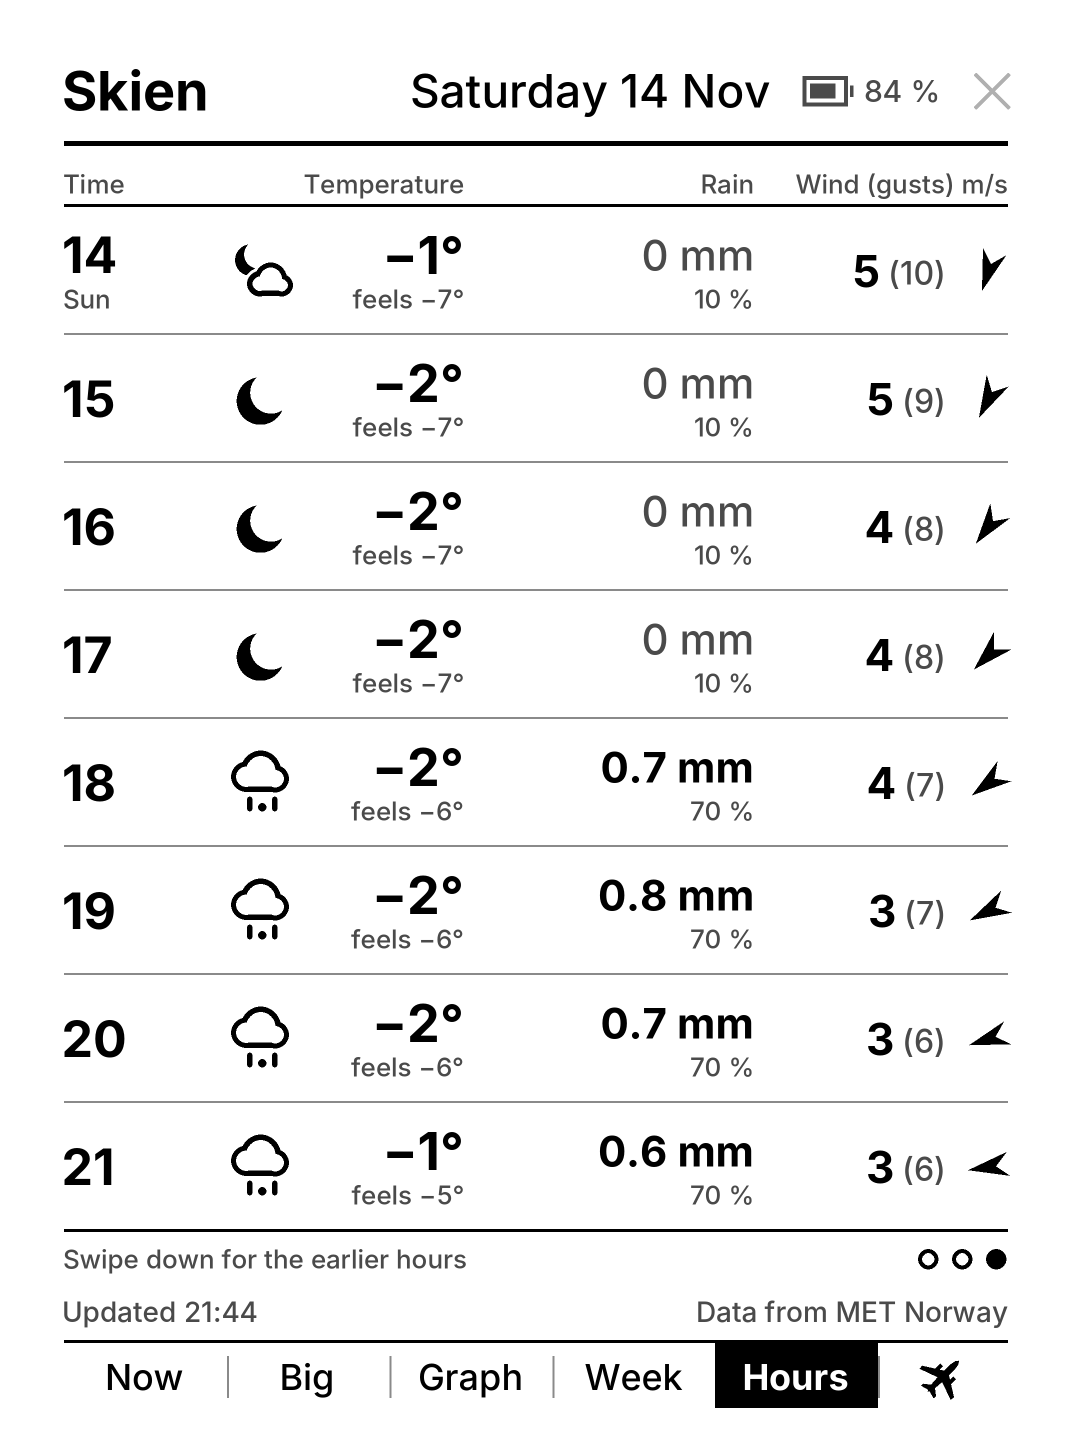 Skien Saturday 14 Nov 84 %
Time Temperature Rain Wind (gusts) m/s
14 −1° 0 mm 5 (10)
Sun feels −7° 10 %
15 −2° 0 mm 5 (9)
feels −7° 10 %
16 −2° 0 mm 4 (8)
feels −7° 10 %
17 −2° 0 mm 4 (8)
feels −7° 10 %
18 −2° 0.7 mm 4 (7)
feels −6° 70 %
19 −2° 0.8 mm 3 (7)
feels −6° 70 %
20 −2° 0.7 mm 3 (6)
feels −6° 70 %
21 −1° 0.6 mm 3 (6)
feels −5° 70 %
Swipe down for the earlier hours
Updated 21:44 Data from MET Norway
Now Big Graph Week Hours